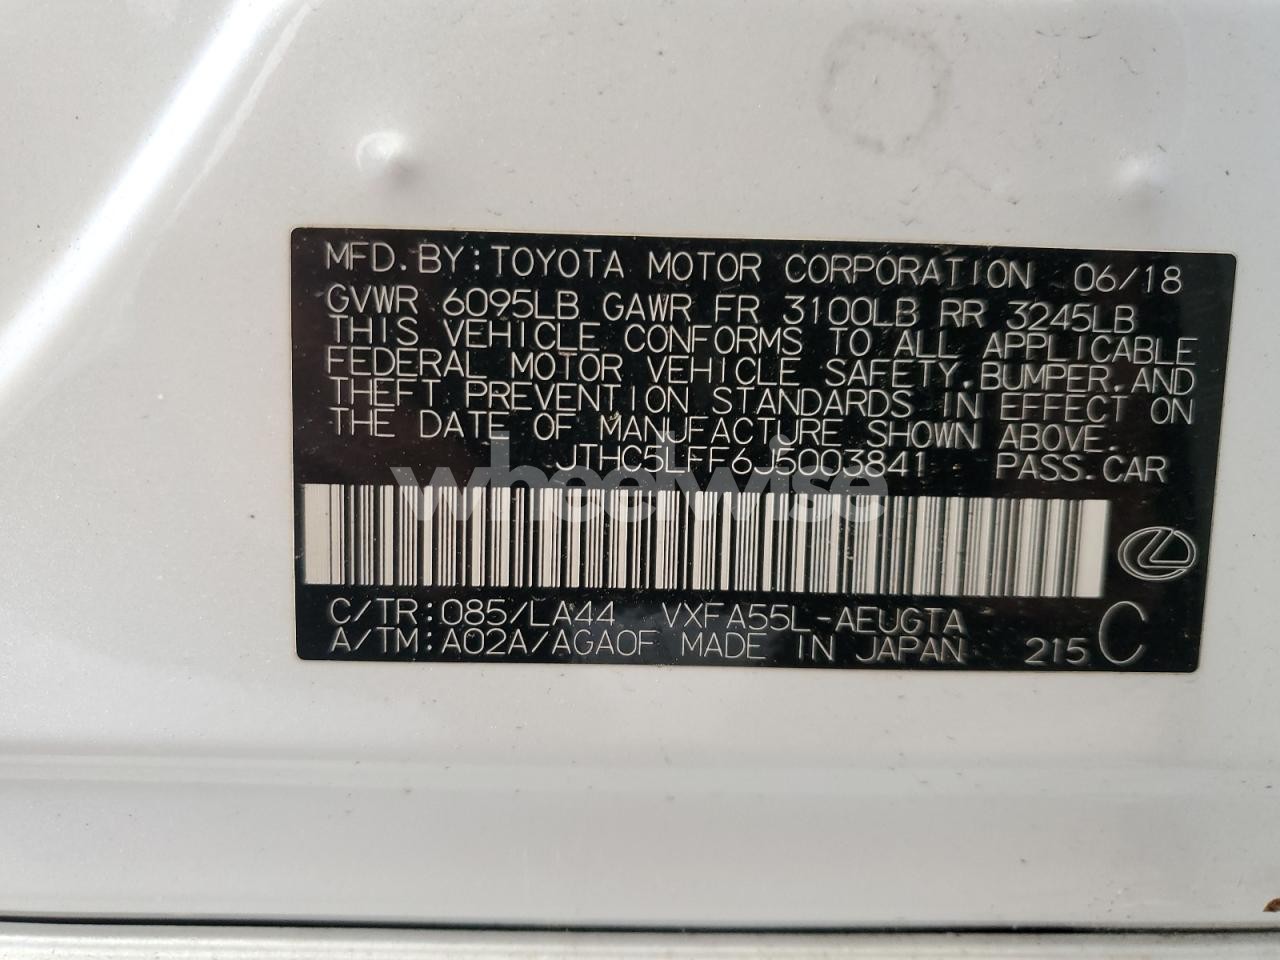 MFD. BY: TOYOTA MOTOR CORPORATION 06/18
GVWR 6095LB GAWR FR 3100LB RR 3245LB
THIS VEHICLE CONFORMS TO ALL APPLICABLE
FEDERAL MOTOR VEHICLE SAFETY, BUMPER, AND
THEFT PREVENTION STANDARDS IN EFFECT ON
THE DATE OF MANUFACTURE SHOWN ABOVE.
JTHC5LFF6J5003841 PASS. CAR
wheelwise
C/TR: 085/LA44 VXFA55L-AEUGTA
A/TM: A02A/AGA0F MADE IN JAPAN 215 C